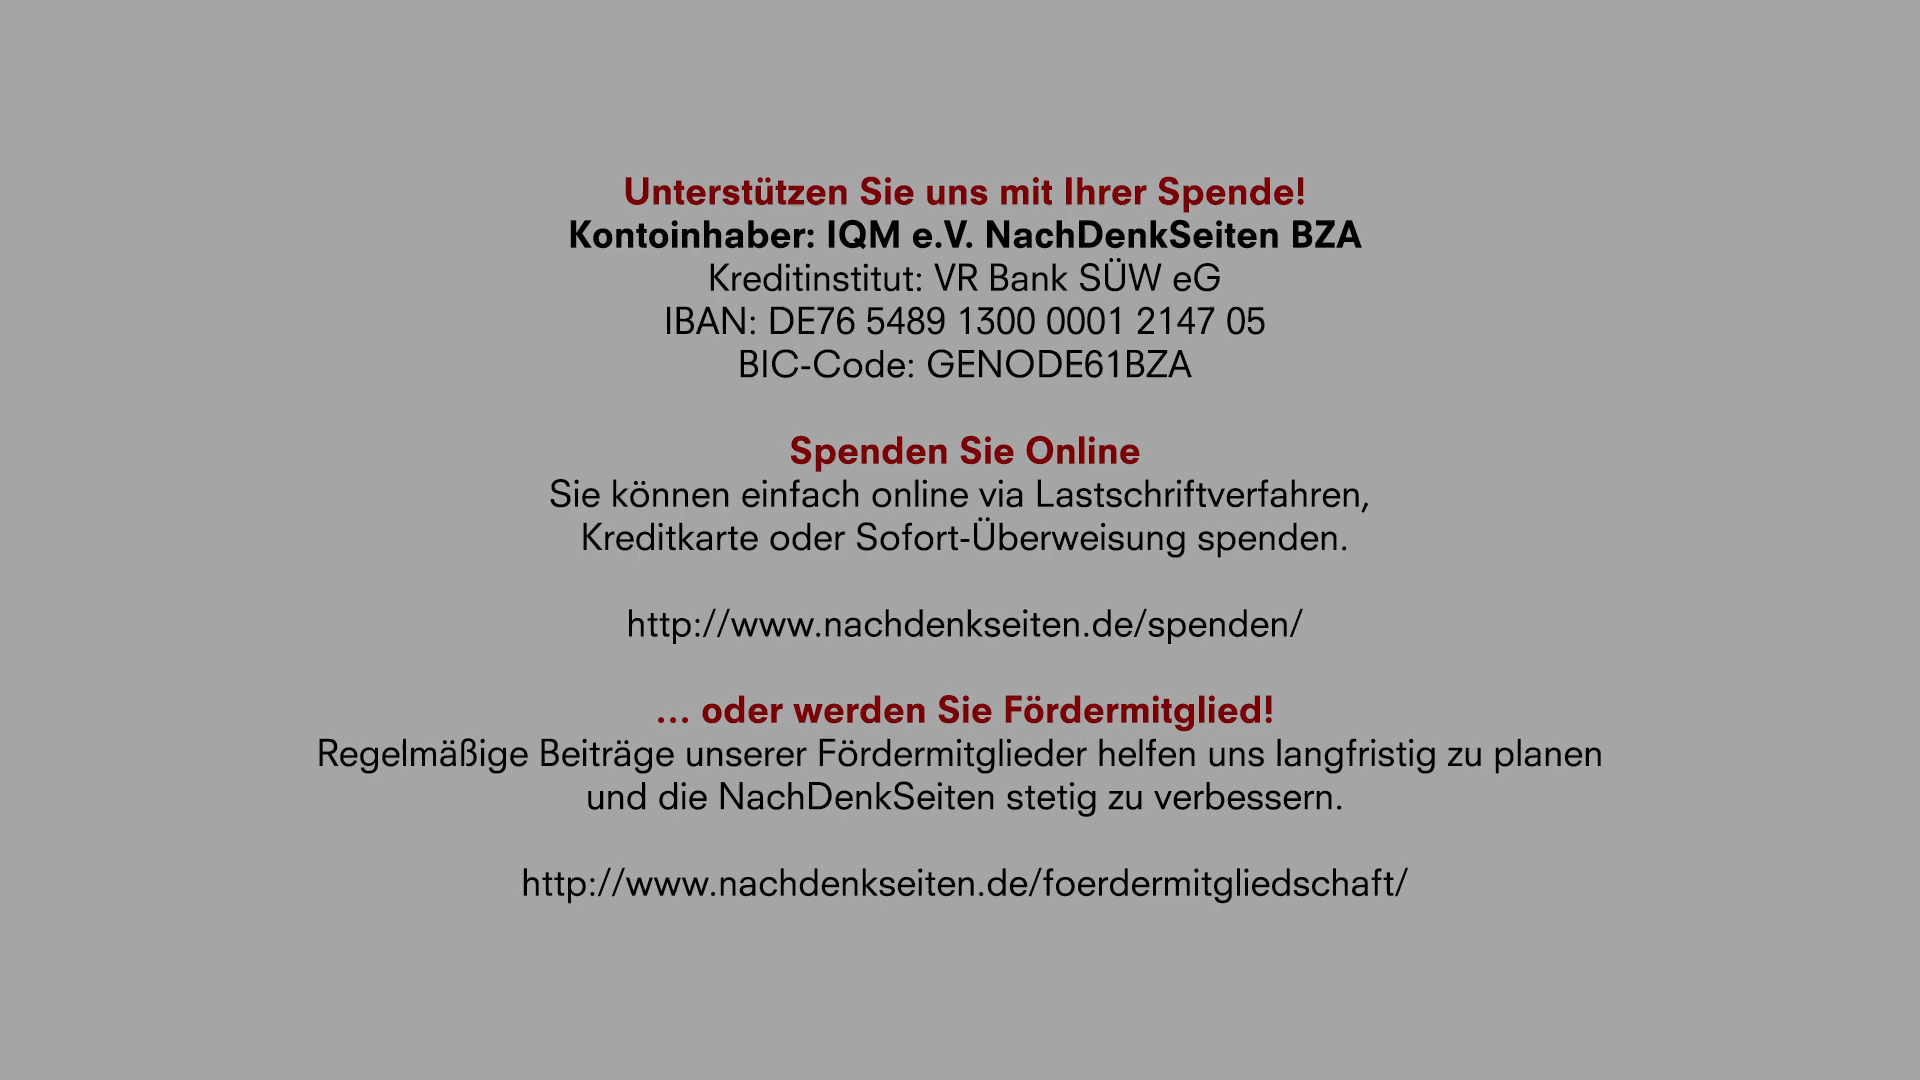 Unterstützen Sie uns mit Ihrer Spende!
Kontoinhaber: IQM e.V. NachDenkSeiten BZA
Kreditinstitut: VR Bank SÜW eG
IBAN: DE76 5489 1300 0001 2147 05
BIC-Code: GENODE61BZA
Spenden Sie Online
Sie können einfach online via Lastschriftverfahren,
Kreditkarte oder Sofort-Überweisung spenden.
http://www.nachdenkseiten.de/spenden/
... oder werden Sie Fördermitglied!
Regelmäßige Beiträge unserer Fördermitglieder helfen uns langfristig zu planen
und die NachDenkSeiten stetig zu verbessern.
http://www.nachdenkseiten.de/foerdermitgliedschaft/